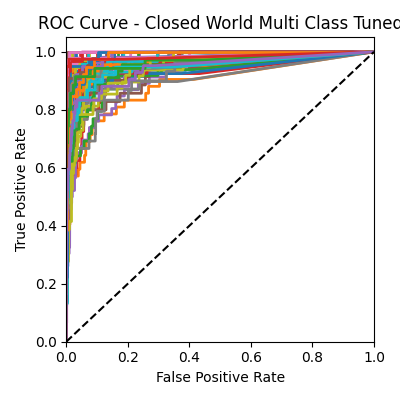 ROC Curve - Closed World Multi Class Tuned
1.0
0.8
0.6
0.4
0.2
0.0
True Positive Rate
0.0 0.2 0.4 0.6 0.8 1.0
False Positive Rate